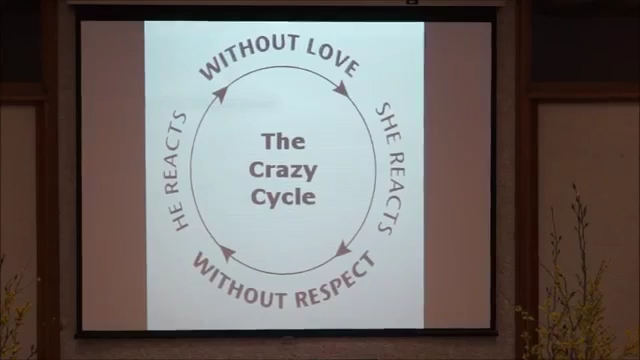 WITHOUT LOVE
SHE REACTS
WITHOUT RESPECT
HE REACTS
The
Crazy
Cycle